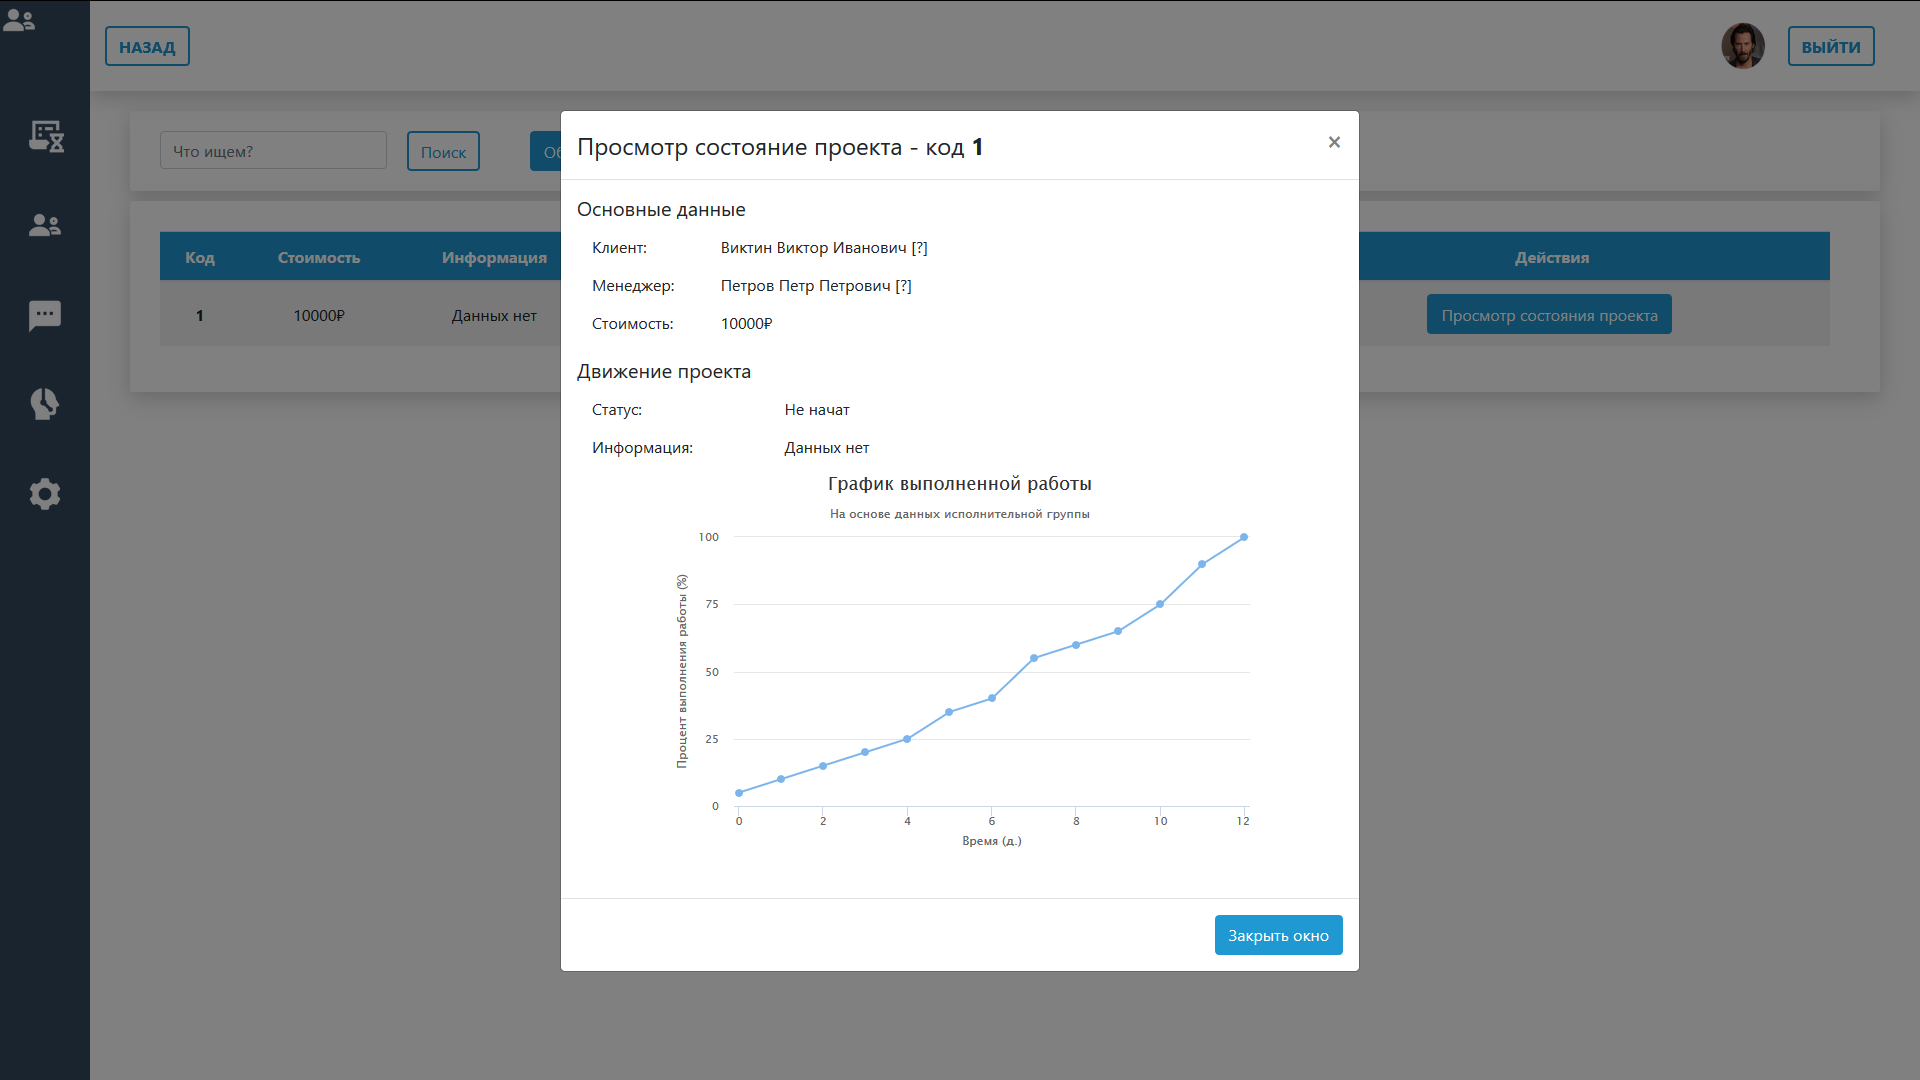 НАЗАД
ВЫЙТИ
Что ищем?
Поиск
Просмотр состояние проекта - код 1
×
Основные данные
Клиент: Виктин Виктор Иванович [?]
Менеджер: Петров Петр Петрович [?]
Стоимость: 10000₽
Движение проекта
Статус: Не начат
Информация: Данных нет
График выполненной работы
На основе данных исполнительной группы
Процент выполнения работы (%)
100
75
50
25
0
0 2 4 6 8 10 12
Время (д.)
Закрыть окно
Код Стоимость Информация Действия
1 10000₽ Данных нет Просмотр состояния проекта